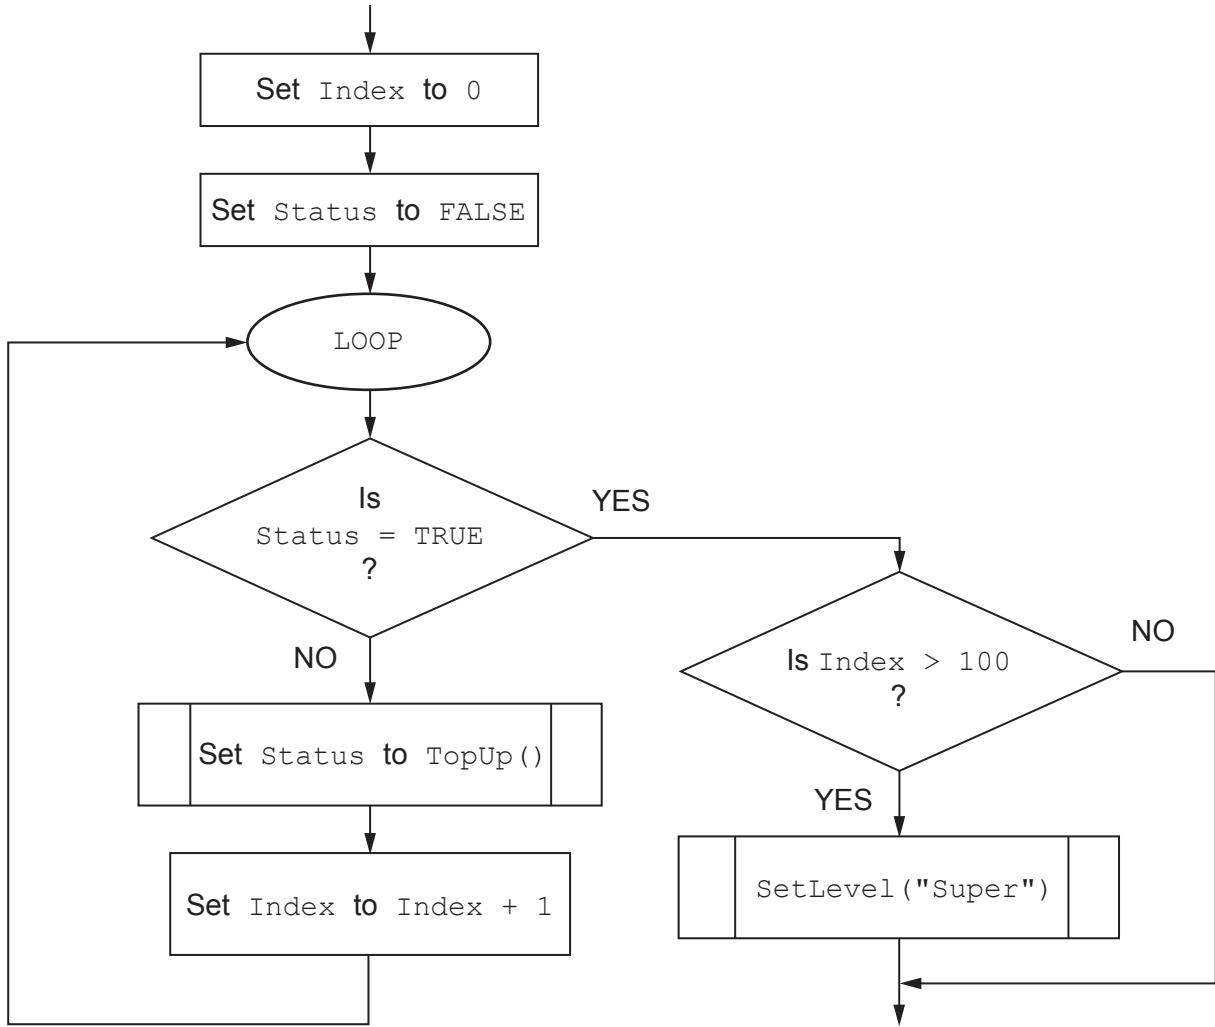 Set Index to 0
Set Status to FALSE
LOOP
Is
Status = TRUE
?
YES
NO
Set Status to TopUp()
Set Index to Index + 1
Is Index > 100
?
NO
YES
SetLevel("Super")